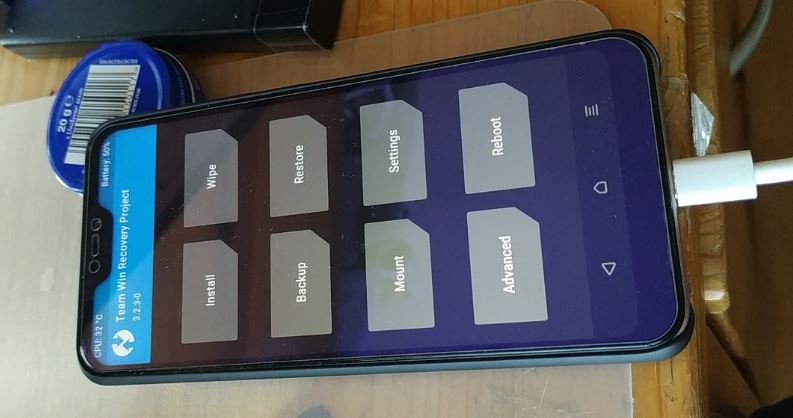 CPU: 32 °C
Battery: 50%
Team Win Recovery Project
3.2.3-0
Install
Wipe
Backup
Restore
Mount
Settings
Advanced
Reboot
20 g ℮